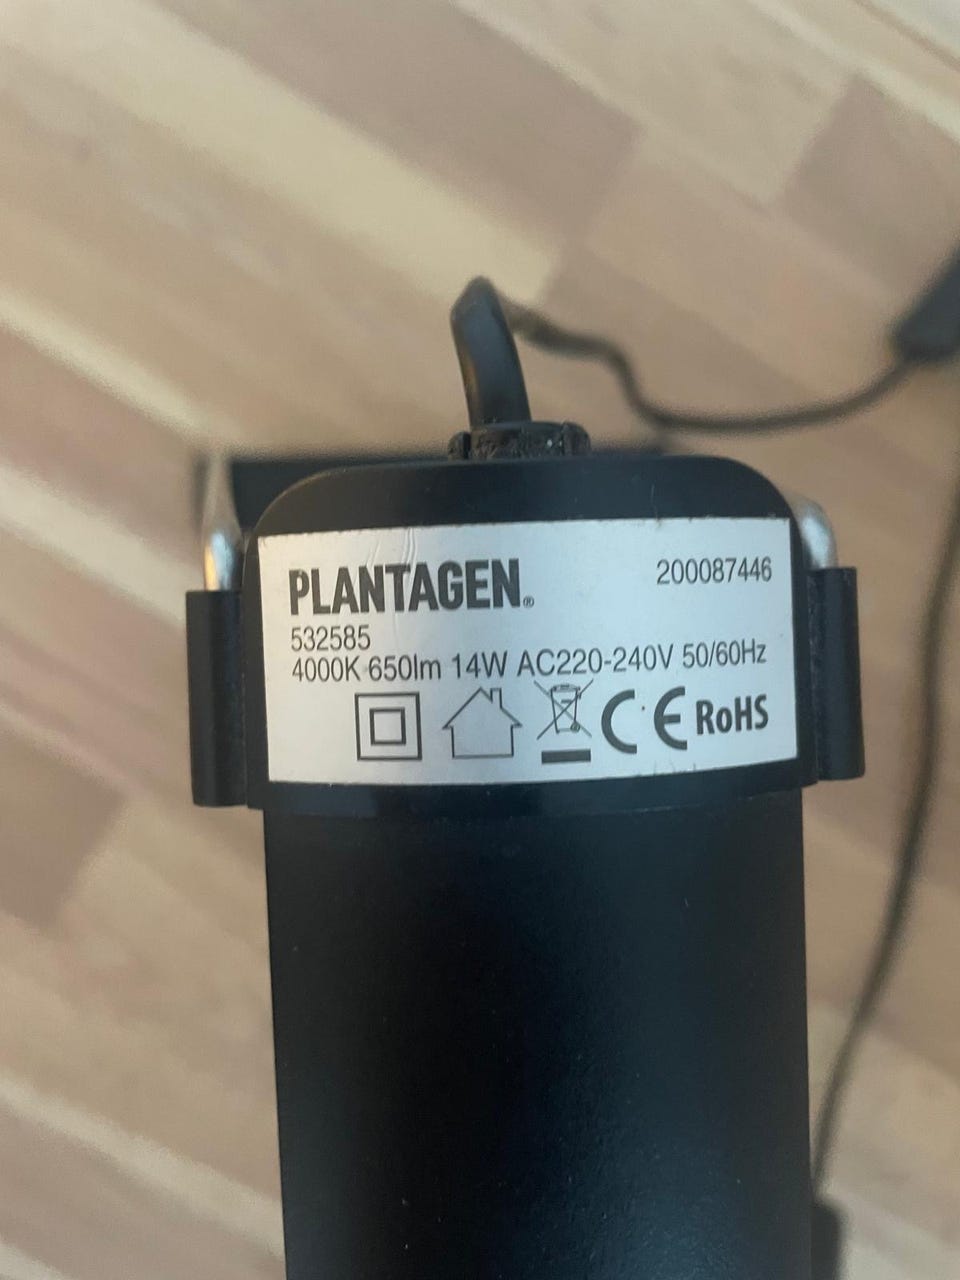 PLANTAGEN® 200087446
532585
4000K 650lm 14W AC220-240V 50/60Hz
CE RoHS